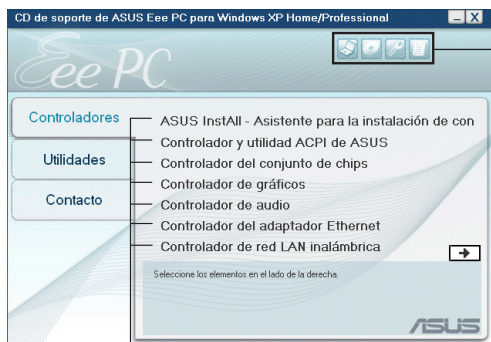 CD de soporte de ASUS Eee PC para Windows XP Home/Professional
Eee PC
Controladores
Utilidades
Contacto
ASUS InstAll - Asistente para la instalación de con
Controlador y utilidad ACPI de ASUS
Controlador del conjunto de chips
Controlador de gráficos
Controlador de audio
Controlador del adaptador Ethernet
Controlador de red LAN inalámbrica
Seleccione los elementos en el lado de la derecha.
ASUS